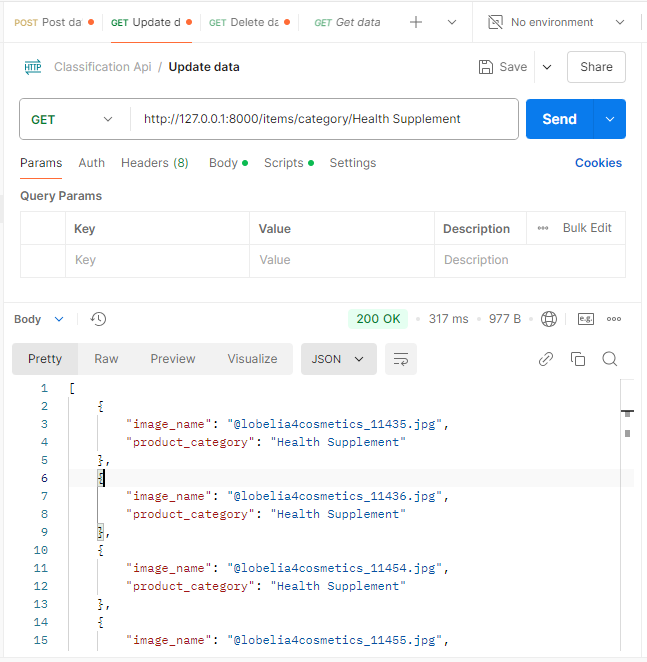 POST Post da GET Update d GET Delete da GET Get data No environment
HTTP Classification Api / Update data Save Share
GET http://127.0.0.1:8000/items/category/Health Supplement Send
Params Auth Headers (8) Body Scripts Settings Cookies
Query Params
Key Value Description Bulk Edit
Key Value Description
Body 200 OK 317 ms 977 B e.g.
Pretty Raw Preview Visualize JSON
1 [
2 {
3 "image_name": "@lobelia4cosmetics_11435.jpg",
4 "product_category": "Health Supplement"
5 },
6 {
7 "image_name": "@lobelia4cosmetics_11436.jpg",
8 "product_category": "Health Supplement"
9 },
10 {
11 "image_name": "@lobelia4cosmetics_11454.jpg",
12 "product_category": "Health Supplement"
13 },
14 {
15 "image_name": "@lobelia4cosmetics_11455.jpg",